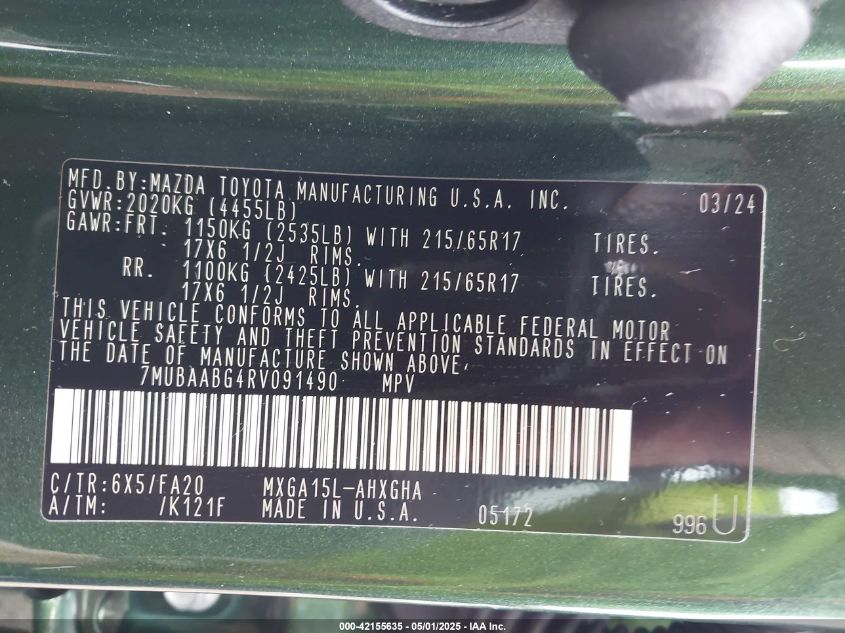 MFD.BY:MAZDA TOYOTA MANUFACTURING U.S.A. INC. 03/24
GVWR:2020KG (4455LB)
GAWR:FRT. 1150KG (2535LB) WITH 215/65R17 TIRES.
17X6 1/2J RIMS.
RR. 1100KG (2425LB) WITH 215/65R17 TIRES.
17X6 1/2J RIMS.
THIS VEHICLE CONFORMS TO ALL APPLICABLE FEDERAL MOTOR
VEHICLE SAFETY AND THEFT PREVENTION STANDARDS IN EFFECT ON
THE DATE OF MANUFACTURE SHOWN ABOVE.
7MUBAABG4RV091490 MPV
C/TR:6X5/FA20 MXGA15L-AHXGHA
A/TM: /K121F MADE IN U.S.A. 05172 996 U
000-42155635 - 05/01/2025 - IAA Inc.